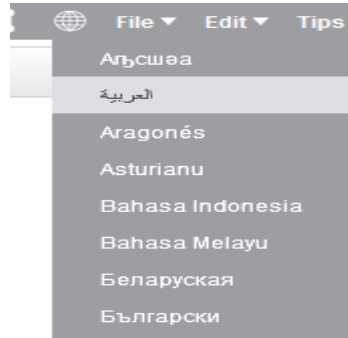 File ▼ Edit ▼ Tips
Аҧсшәа
العربية
Aragonés
Asturianu
Bahasa Indonesia
Bahasa Melayu
Беларуская
Български